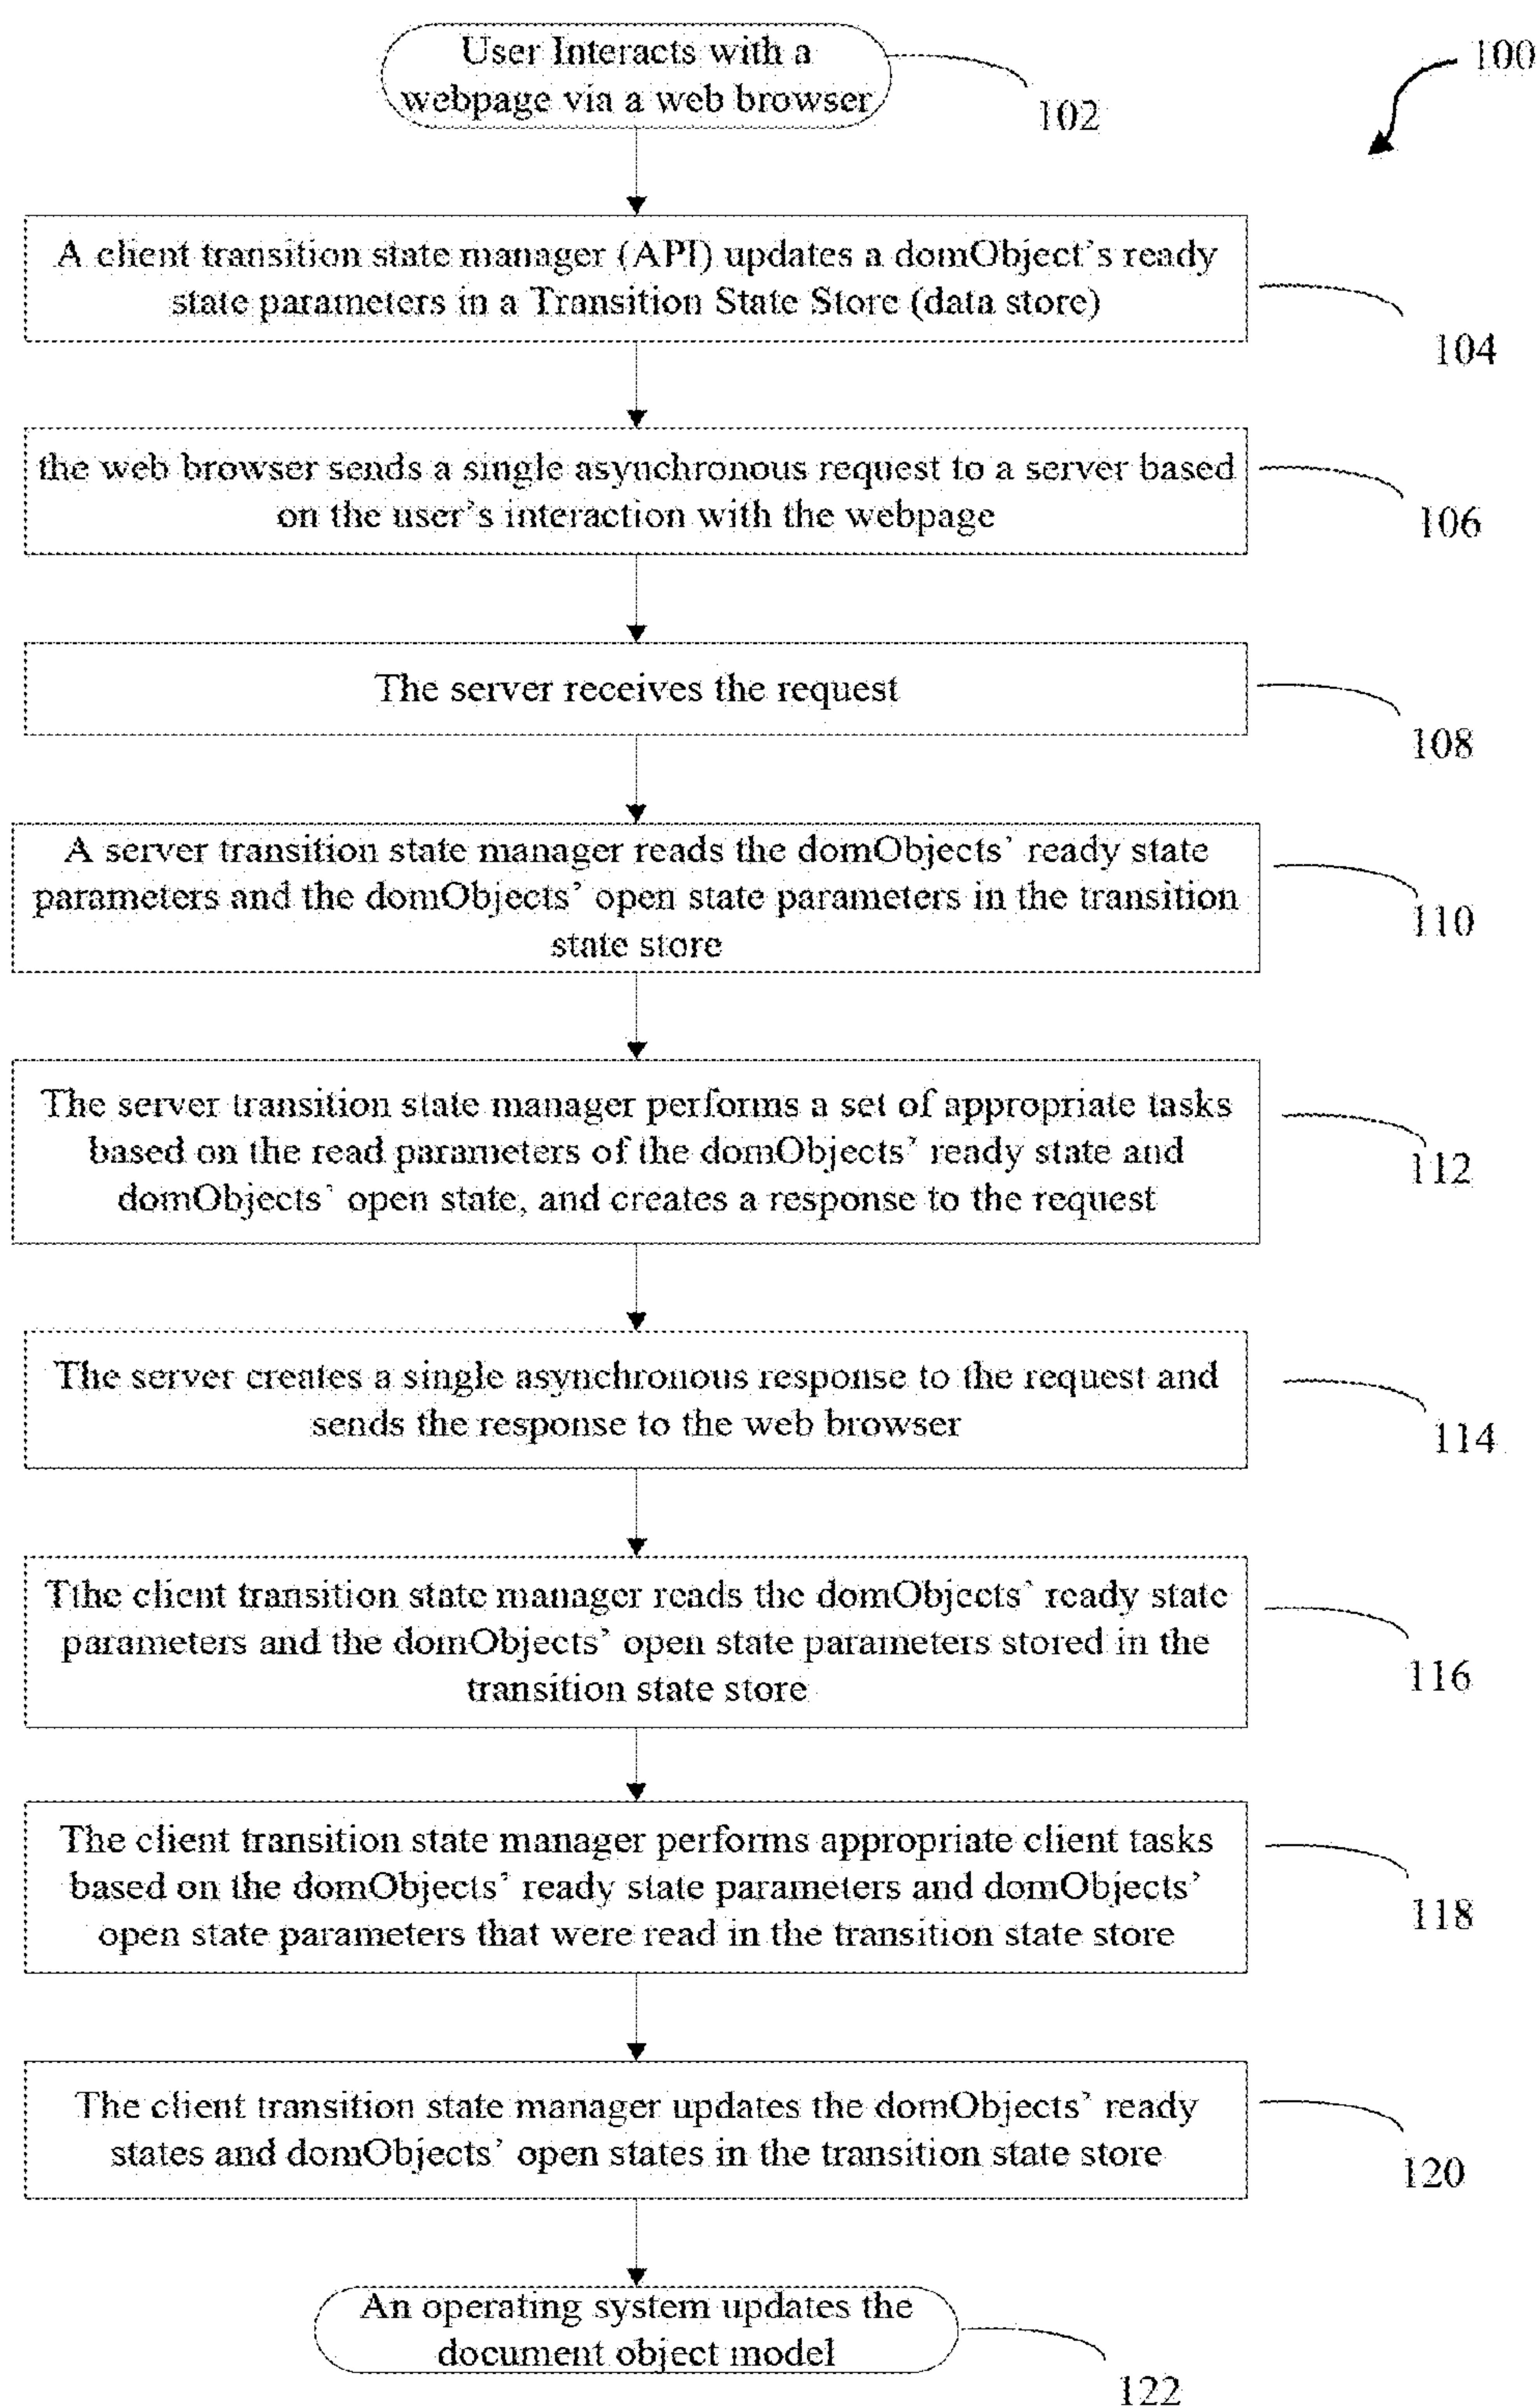 User Interacts with a
webpage via a web browser
102
100
A client transition state manager (API) updates a domObject's ready
state parameters in a Transition State Store (data store)
104
the web browser sends a single asynchronous request to a server based
on the user's interaction with the webpage
106
The server receives the request
108
A server transition state manager reads the domObjects' ready state
parameters and the domObjects' open state parameters in the transition
state store
110
The server transition state manager performs a set of appropriate tasks
based on the read parameters of the domObjects' ready state and
domObjects' open state, and creates a response to the request
112
The server creates a single asynchronous response to the request and
sends the response to the web browser
114
Tthe client transition state manager reads the domObjects' ready state
parameters and the domObjects' open state parameters stored in the
transition state store
116
The client transition state manager performs appropriate client tasks
based on the domObjects' ready state parameters and domObjects'
open state parameters that were read in the transition state store
118
The client transition state manager updates the domObjects' ready
states and domObjects' open states in the transition state store
120
An operating system updates the
document object model
122